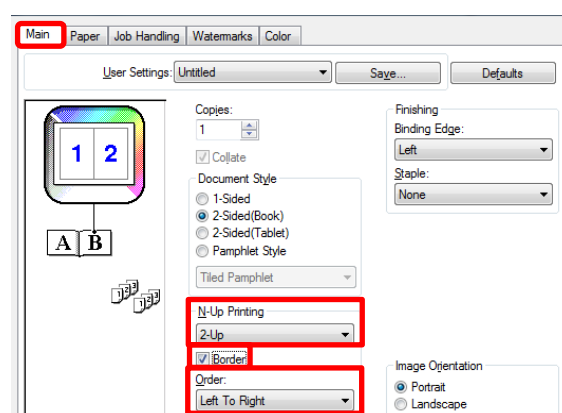 Main Paper Job Handling Watermarks Color
User Settings: Untitled Save... Defaults
1 2
A B
123
123
Copies:
1
Collate
Document Style
1-Sided
2-Sided(Book)
2-Sided(Tablet)
Pamphlet Style
Tiled Pamphlet
N-Up Printing
2-Up
Border
Order:
Left To Right
Finishing
Binding Edge:
Left
Staple:
None
Image Orientation
Portrait
Landscape